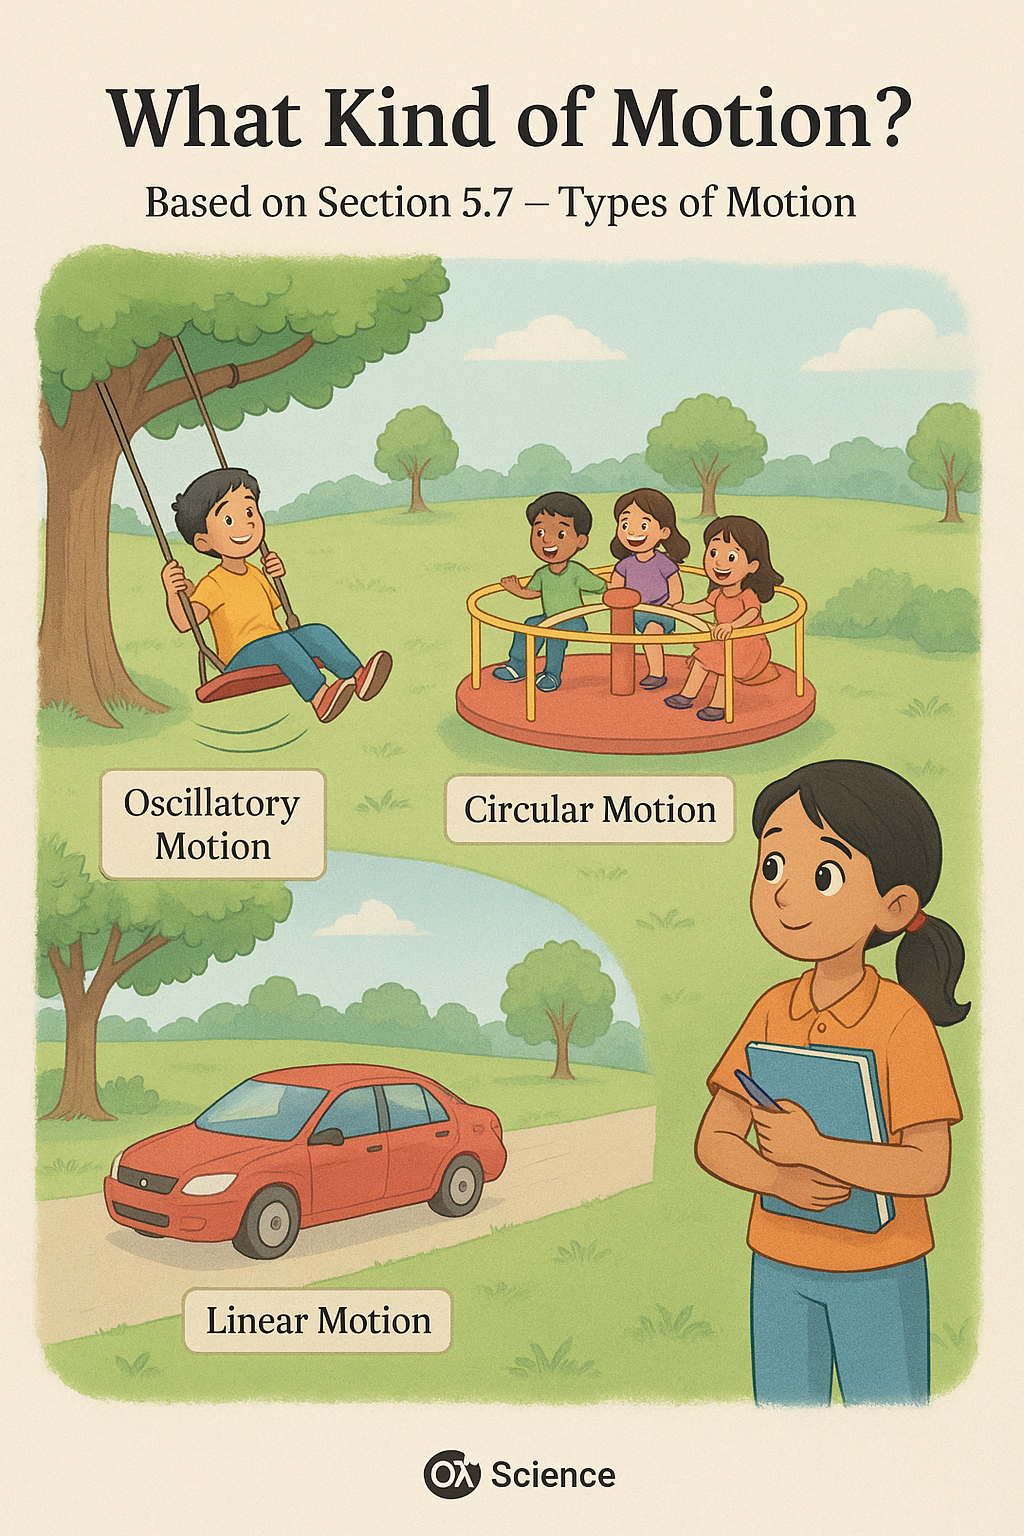 What Kind of Motion?
Based on Section 5.7 – Types of Motion
Oscillatory
Motion
Circular Motion
Linear Motion
OX Science